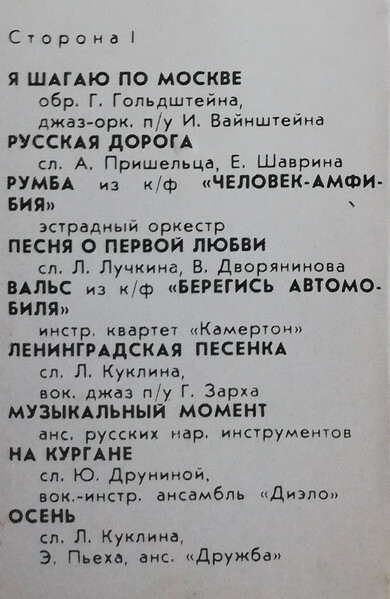 Сторона I
Я ШАГАЮ ПО МОСКВЕ
обр. Г. Гольдштейна,
джаз-орк. п/у И. Вайнштейна
РУССКАЯ ДОРОГА
сл. А. Пришельца, Е. Шаврина
РУМБА из к/ф «ЧЕЛОВЕК-АМФИ-
БИЯ»
эстрадный оркестр
ПЕСНЯ О ПЕРВОЙ ЛЮБВИ
сл. Л. Лучкина, В. Дворянинова
ВАЛЬС из к/ф «БЕРЕГИСЬ АВТОМО-
БИЛЯ»
инстр. квартет «Камертон»
ЛЕНИНГРАДСКАЯ ПЕСЕНКА
сл. Л. Куклина,
вок. джаз п/у Г. Зарха
МУЗЫКАЛЬНЫЙ МОМЕНТ
анс. русских нар. инструментов
НА КУРГАНЕ
сл. Ю. Друниной,
вок.-инстр. ансамбль «Диэло»
ОСЕНЬ
сл. Л. Куклина,
Э. Пьеха, анс. «Дружба»